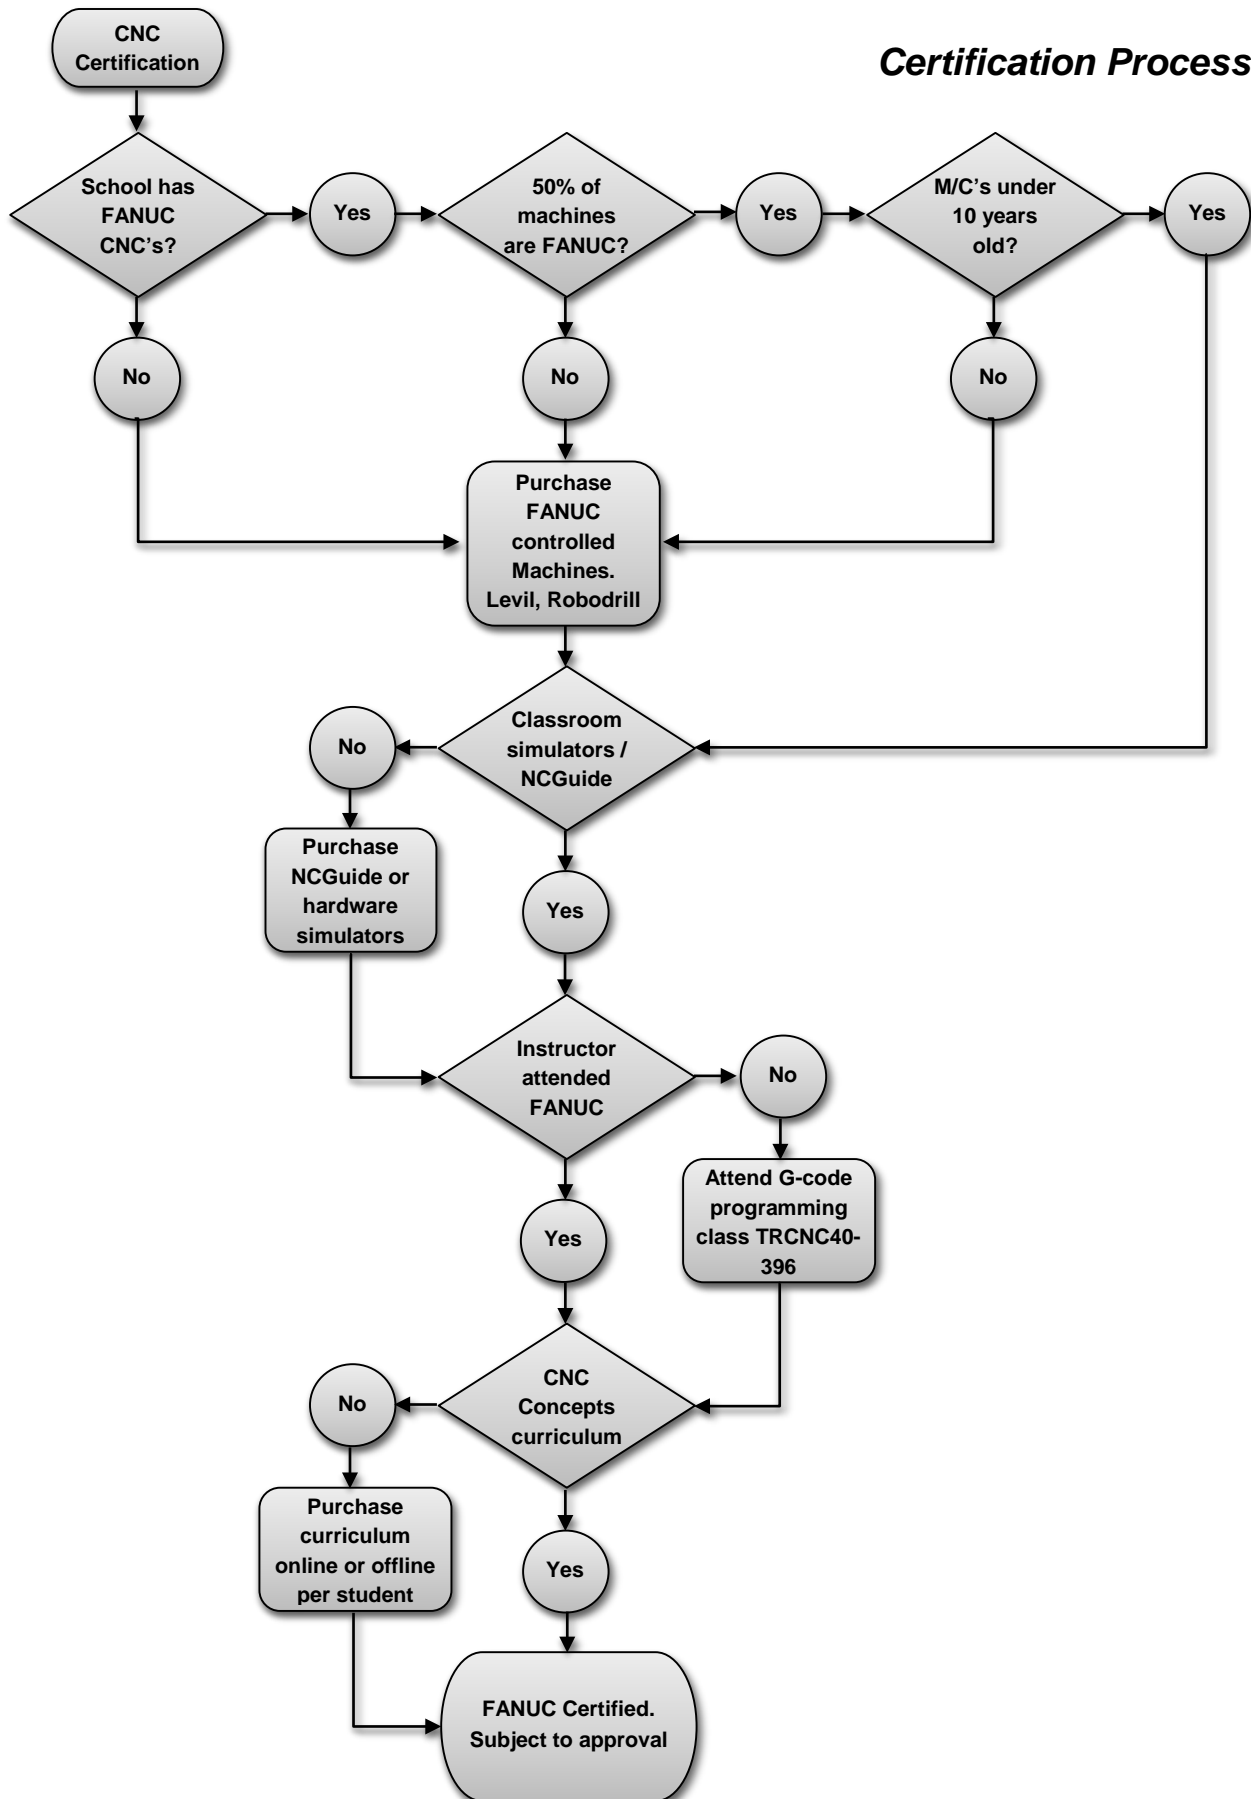 CNC
Certification
Certification Process
School has
FANUC
CNC's?
Yes
50% of
machines
are FANUC?
Yes
M/C's under
10 years
old?
Yes
No
No
No
Purchase
FANUC
controlled
Machines.
Levil, Robodrill
No
Classroom
simulators /
NCGuide
Purchase
NCGuide or
hardware
simulators
Yes
Instructor
attended
FANUC
No
Yes
Attend G-code
programming
class TRCNC40-
396
No
CNC
Concepts
curriculum
Purchase
curriculum
online or offline
per student
Yes
FANUC Certified.
Subject to approval